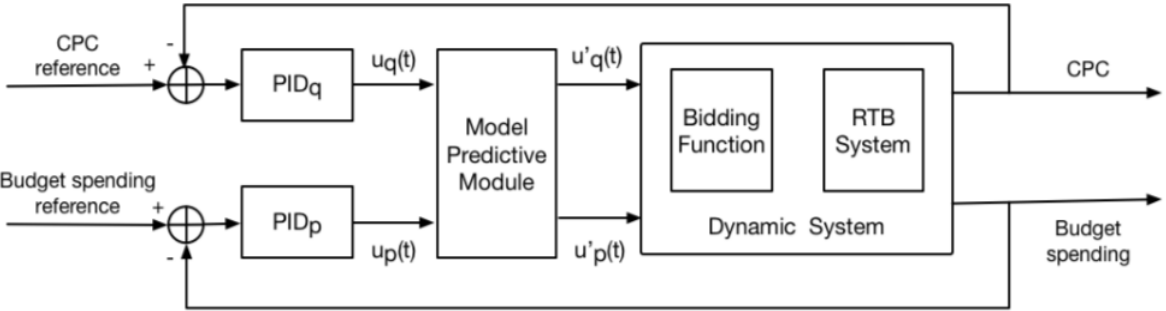 CPC
reference
+
-
PIDq
uq(t)
Model
Predictive
Module
u'q(t)
Bidding
Function
RTB
System
Dynamic System
CPC
Budget spending
reference
+
-
PIDp
up(t)
u'p(t)
Budget
spending